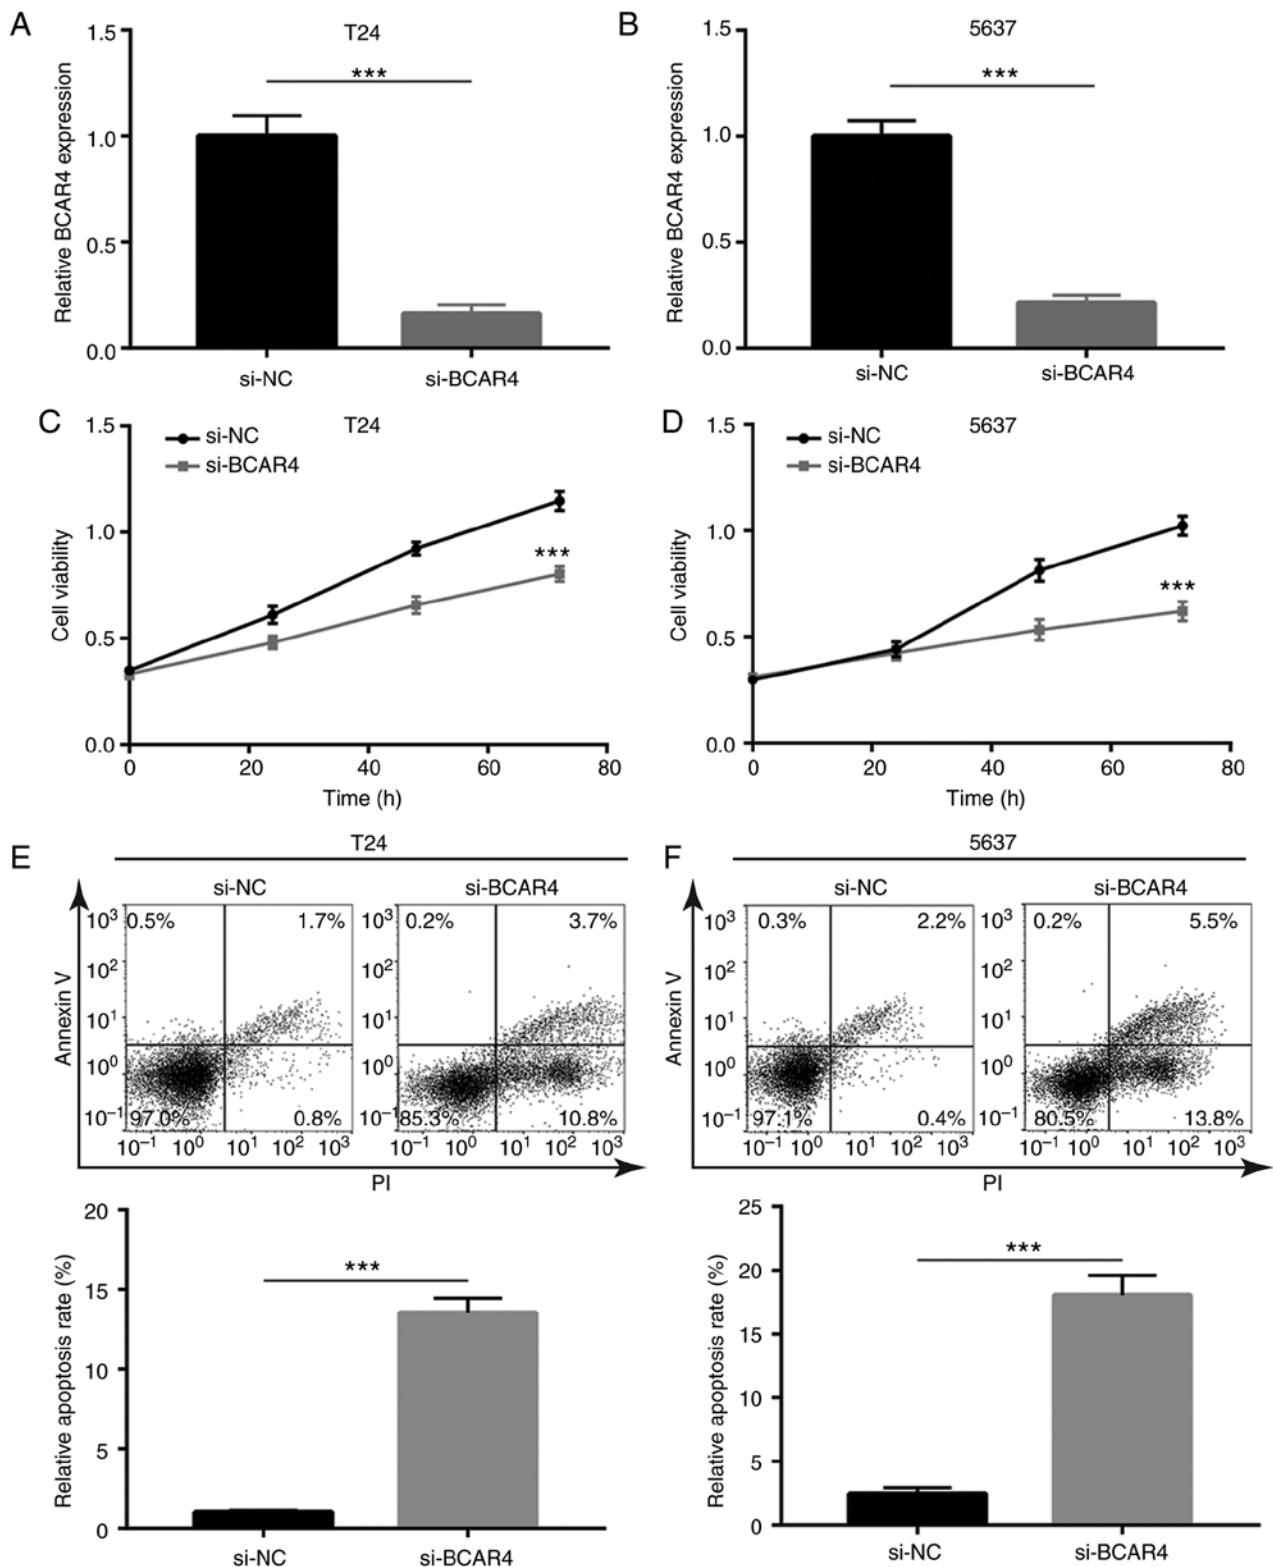 A
T24
1.5
1.0
0.5
0.0
Relative BCAR4 expression
***
si-NC
si-BCAR4
B
5637
1.5
1.0
0.5
0.0
Relative BCAR4 expression
***
si-NC
si-BCAR4
C
T24
1.5
1.0
0.5
0.0
Cell viability
si-NC
si-BCAR4
***
0 20 40 60 80
Time (h)
D
5637
1.5
1.0
0.5
0.0
Cell viability
si-NC
si-BCAR4
***
0 20 40 60 80
Time (h)
E
T24
si-NC
si-BCAR4
Annexin V
10³
10²
10¹
10⁰
10⁻¹
0.5% 1.7%
97.0% 0.8%
10⁻¹ 10⁰ 10¹ 10² 10³
10³
10²
10¹
10⁰
10⁻¹
0.2% 3.7%
85.3% 10.8%
10⁻¹ 10⁰ 10¹ 10² 10³
PI
20
15
10
5
0
Relative apoptosis rate (%)
***
si-NC
si-BCAR4
F
5637
si-NC
si-BCAR4
Annexin V
10³
10²
10¹
10⁰
10⁻¹
0.3% 2.2%
97.1% 0.4%
10⁻¹ 10⁰ 10¹ 10² 10³
10³
10²
10¹
10⁰
10⁻¹
0.2% 5.5%
80.5% 13.8%
10⁻¹ 10⁰ 10¹ 10² 10³
PI
25
20
15
10
5
0
Relative apoptosis rate (%)
***
si-NC
si-BCAR4